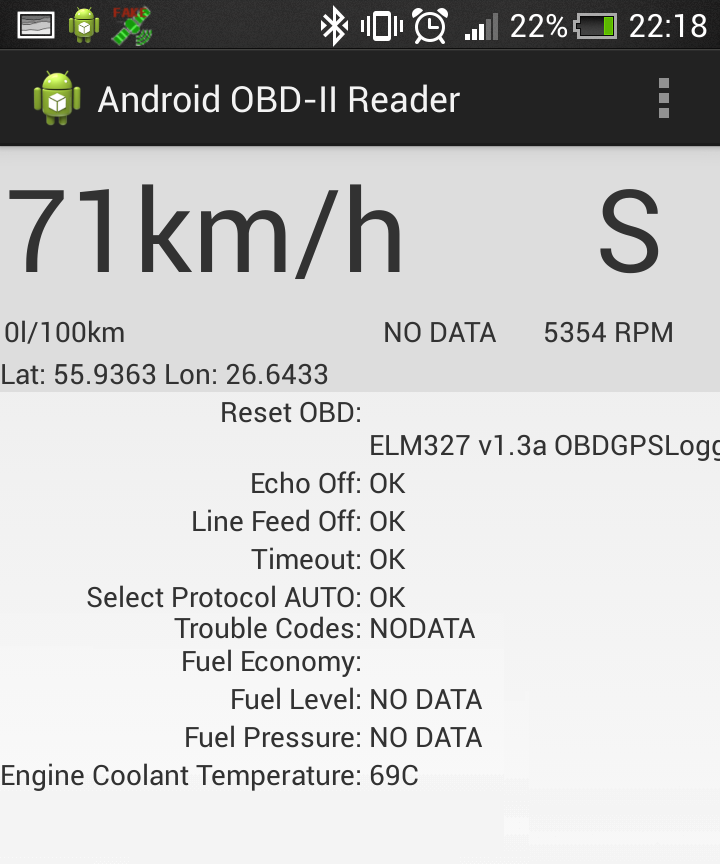 FAKE
22% 22:18
Android OBD-II Reader
71km/h S
0l/100km NO DATA 5354 RPM
Lat: 55.9363 Lon: 26.6433
Reset OBD:
ELM327 v1.3a OBDGPSLogg
Echo Off: OK
Line Feed Off: OK
Timeout: OK
Select Protocol AUTO: OK
Trouble Codes: NODATA
Fuel Economy:
Fuel Level: NO DATA
Fuel Pressure: NO DATA
Engine Coolant Temperature: 69C